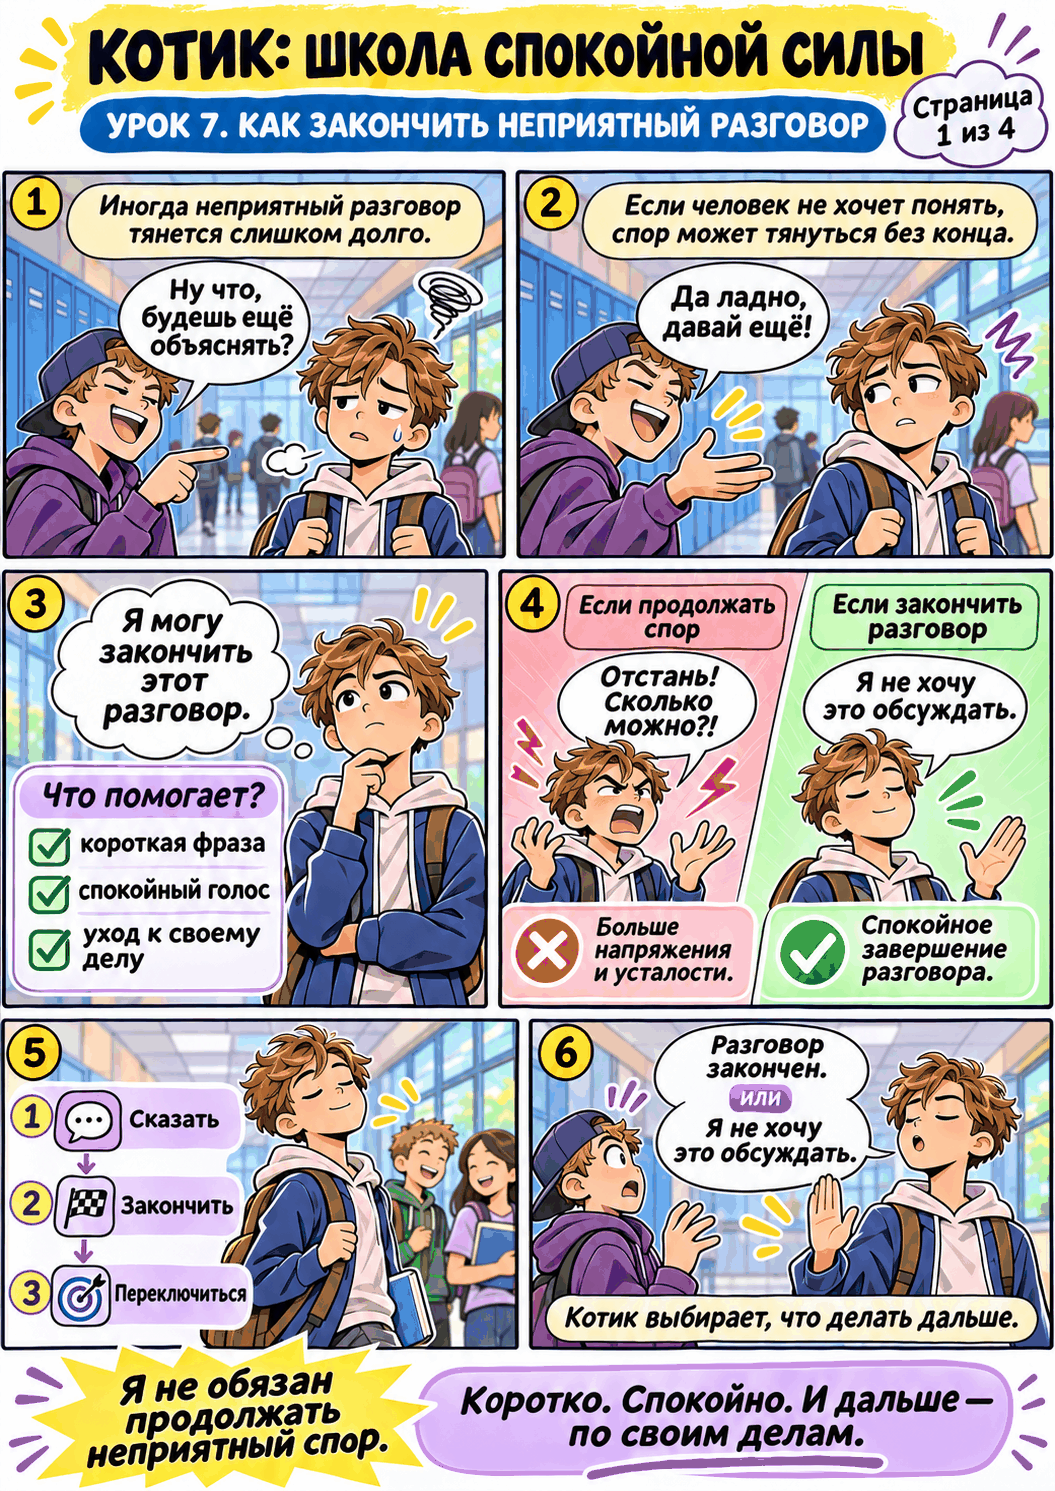 КОТИК: ШКОЛА СПОКОЙНОЙ СИЛЫ
УРОК 7. КАК ЗАКОНЧИТЬ НЕПРИЯТНЫЙ РАЗГОВОР
Страница
1 из 4
1
Иногда неприятный разговор
тянется слишком долго.
Ну что,
будешь ещё
объяснять?
2
Если человек не хочет понять,
спор может тянуться без конца.
Да ладно,
давай ещё!
3
Я могу
закончить
этот
разговор.
Что помогает?
короткая фраза
спокойный голос
уход к своему
делу
4
Если продолжать
спор
Отстань!
Сколько
можно?!
Больше
напряжения
и усталости.
Если закончить
разговор
Я не хочу
это обсуждать.
Спокойное
завершение
разговора.
5
1 Сказать
2 Закончить
3 Переключиться
6
Разговор
закончен.
ИЛИ
Я не хочу
это обсуждать.
Котик выбирает, что делать дальше.
Я не обязан
продолжать
неприятный спор.
Коротко. Спокойно. И дальше —
по своим делам.